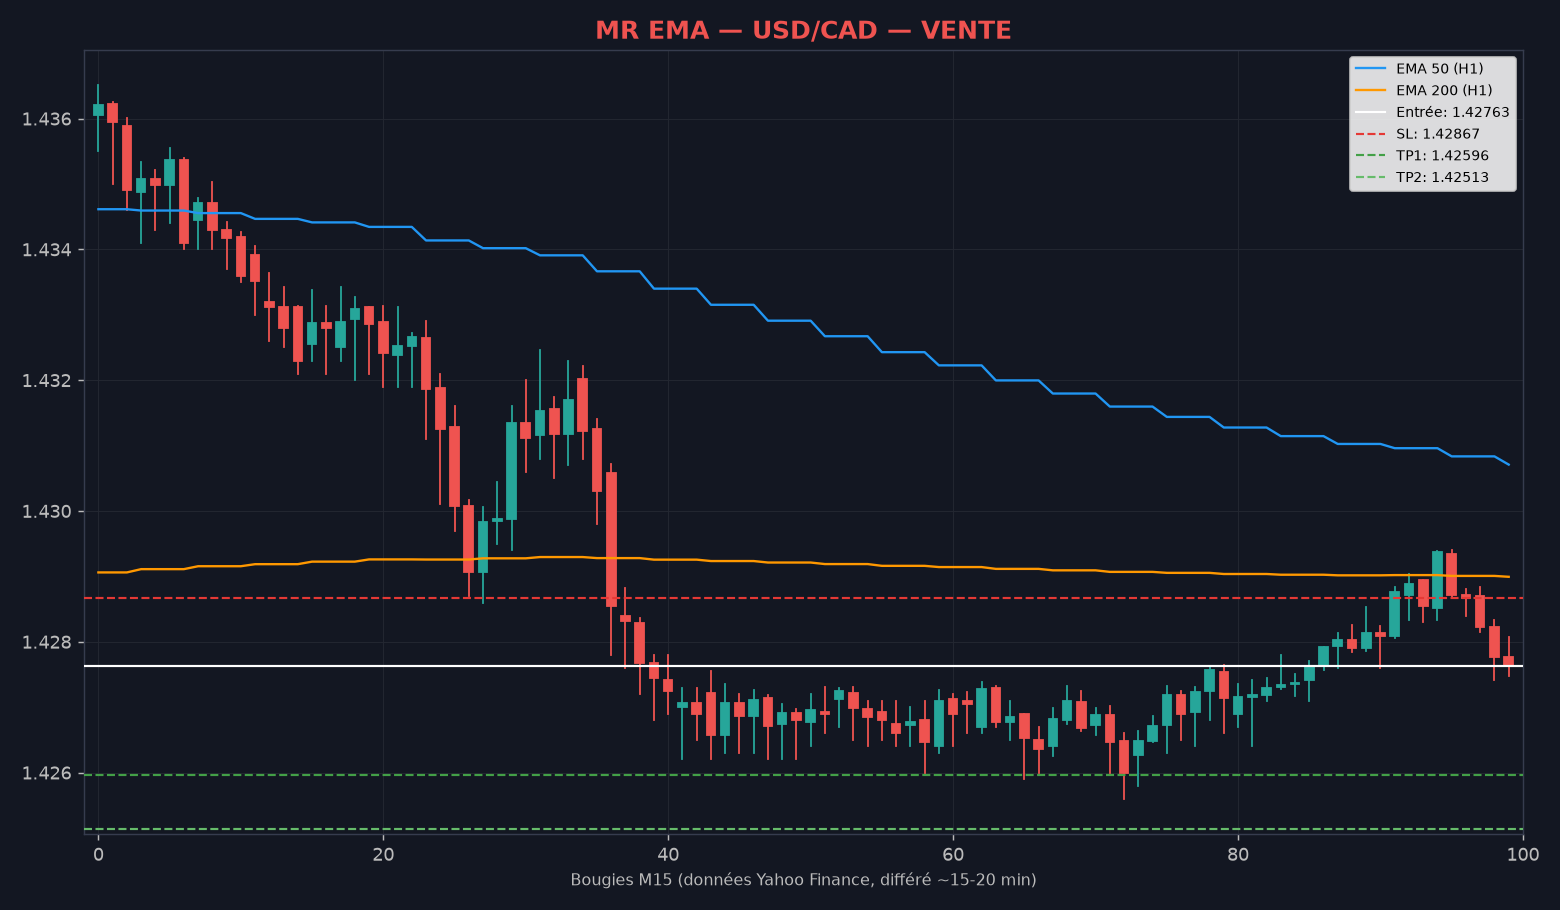 MR EMA — USD/CAD — VENTE
EMA 50 (H1)
EMA 200 (H1)
Entrée: 1.42763
SL: 1.42867
TP1: 1.42596
TP2: 1.42513
1.436
1.434
1.432
1.430
1.428
1.426
0
20
40
60
80
100
Bougies M15 (données Yahoo Finance, différé ~15-20 min)